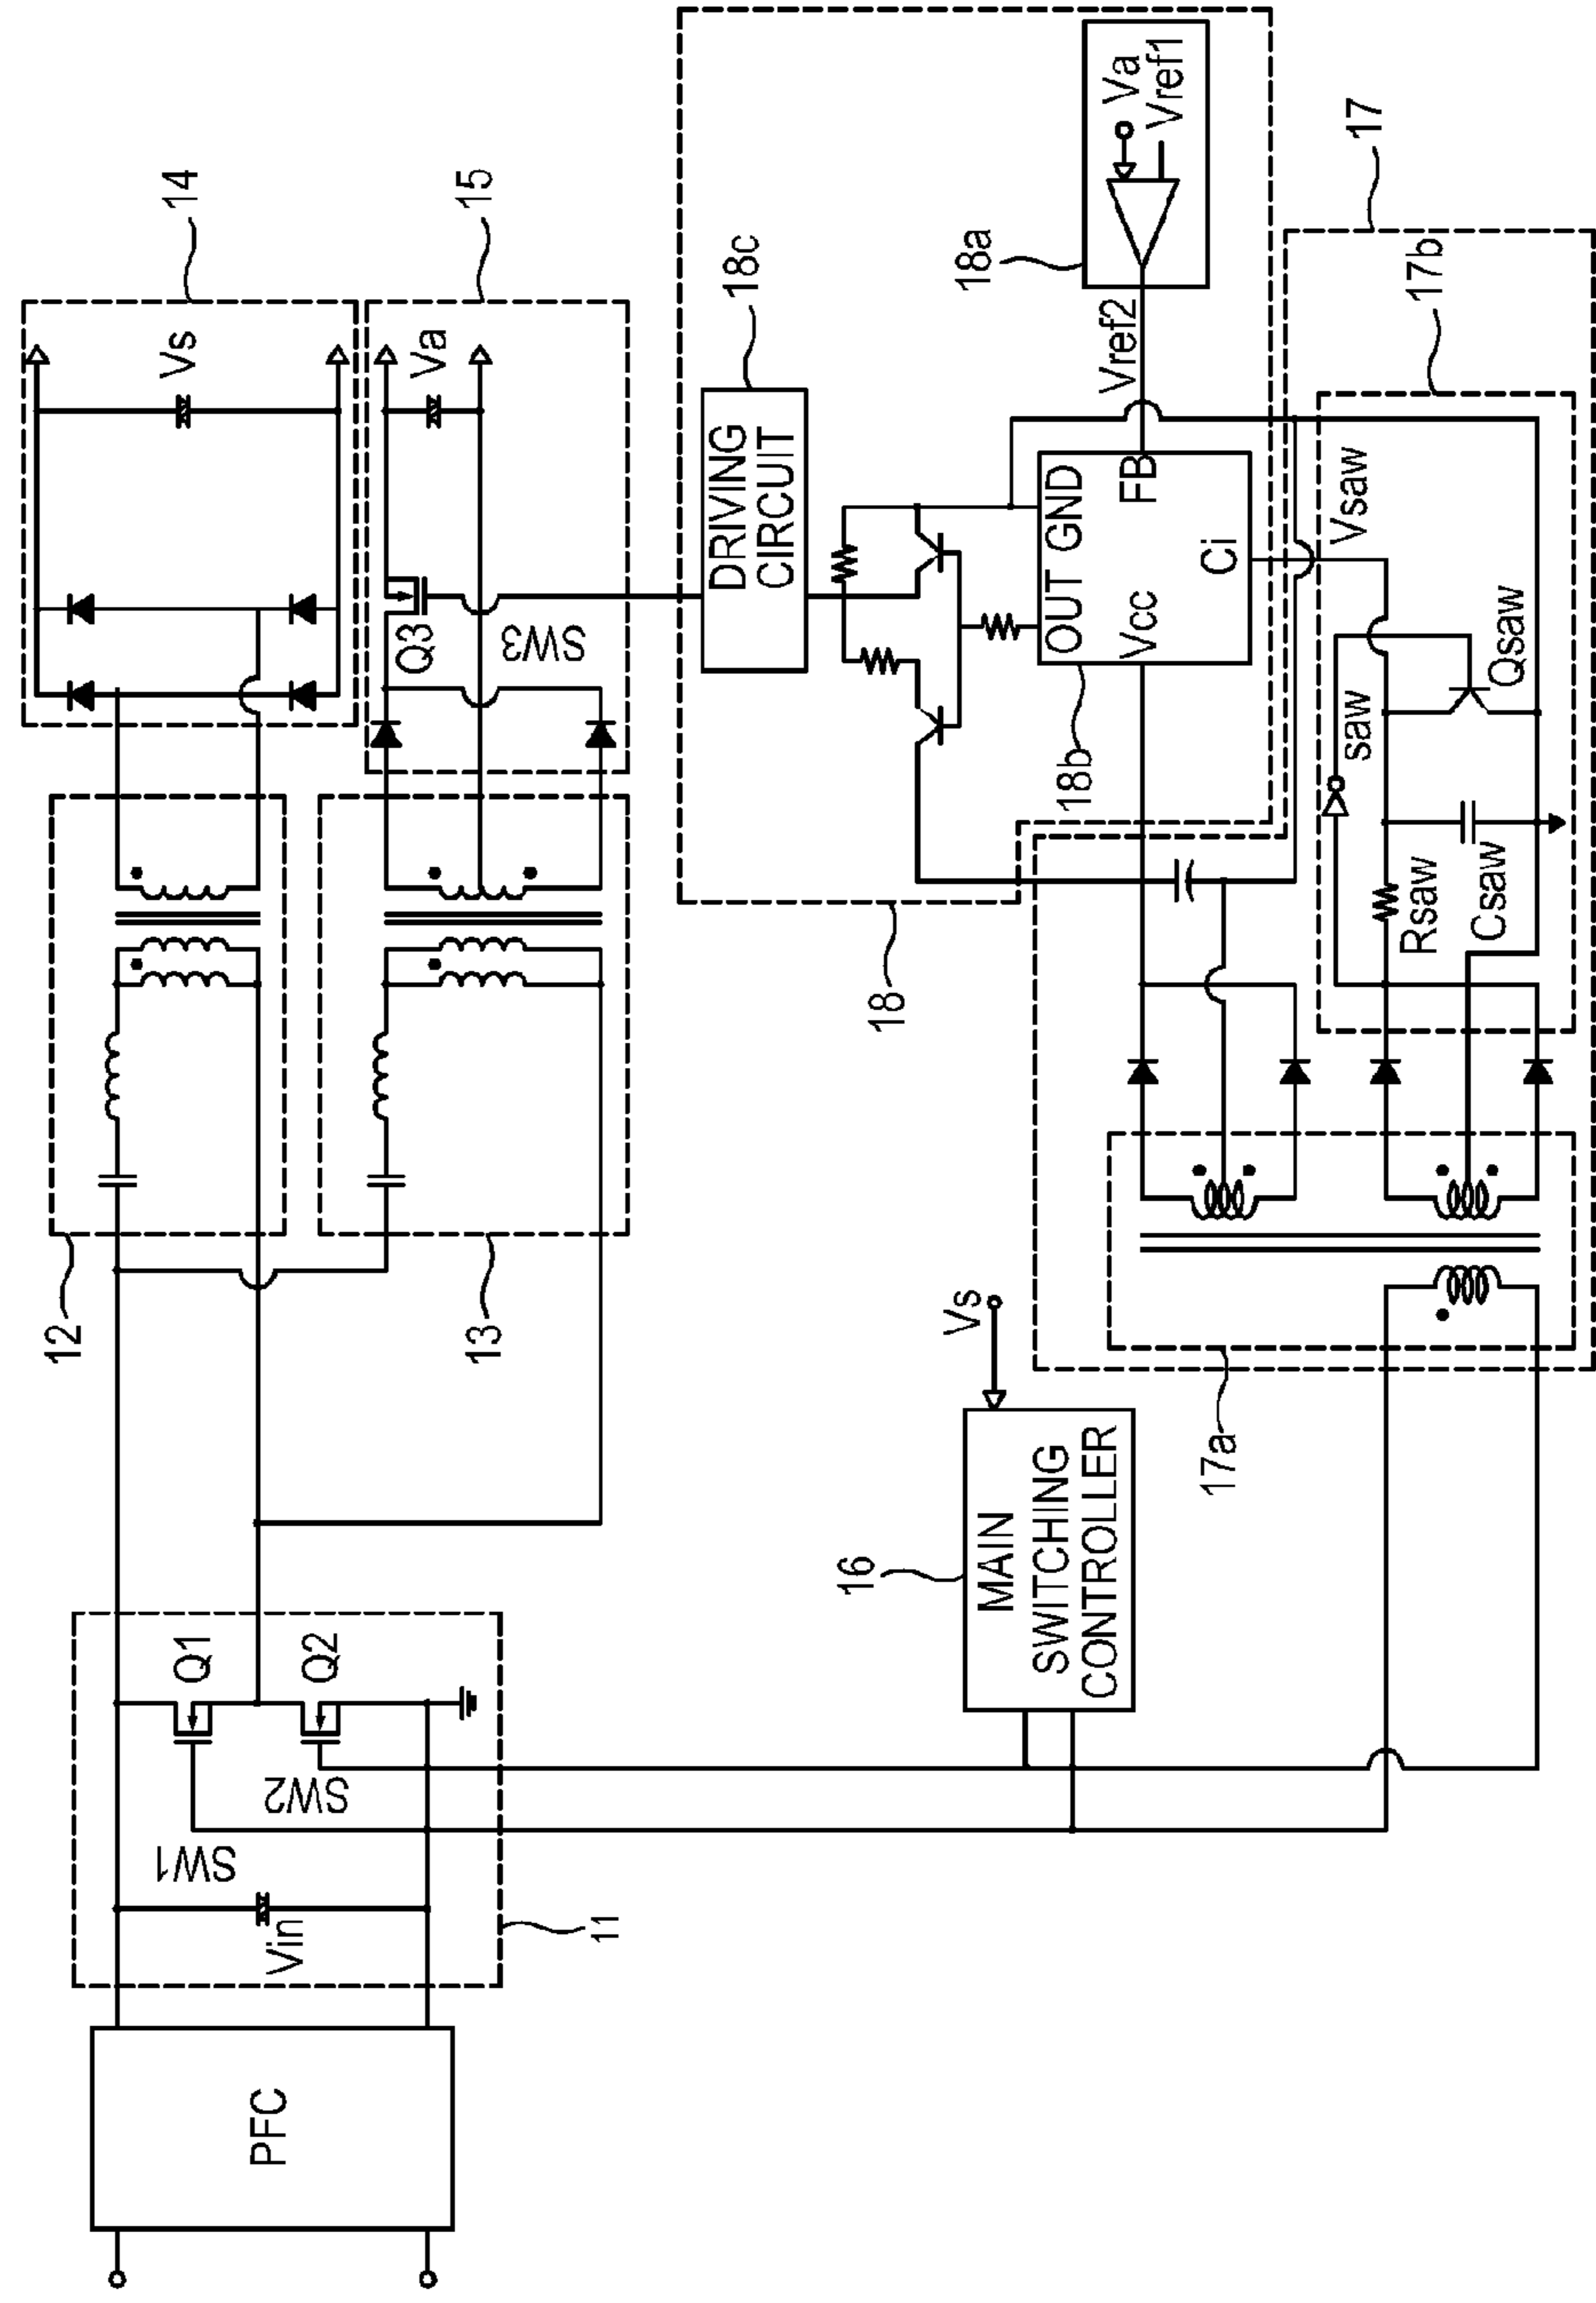 PFC
Vin
11
SW1
SW2
Q1
Q2
12
13
14
Vs
15
Va
Q3
SW3
16
MAIN
SWITCHING
CONTROLLER
Vs
17
17a
17b
Rsaw
Csaw
saw
Qsaw
Vsaw
18
18a
Va
Vref1
Vref2
18b
OUT GND
Vcc
FB
Ci
18c
DRIVING
CIRCUIT